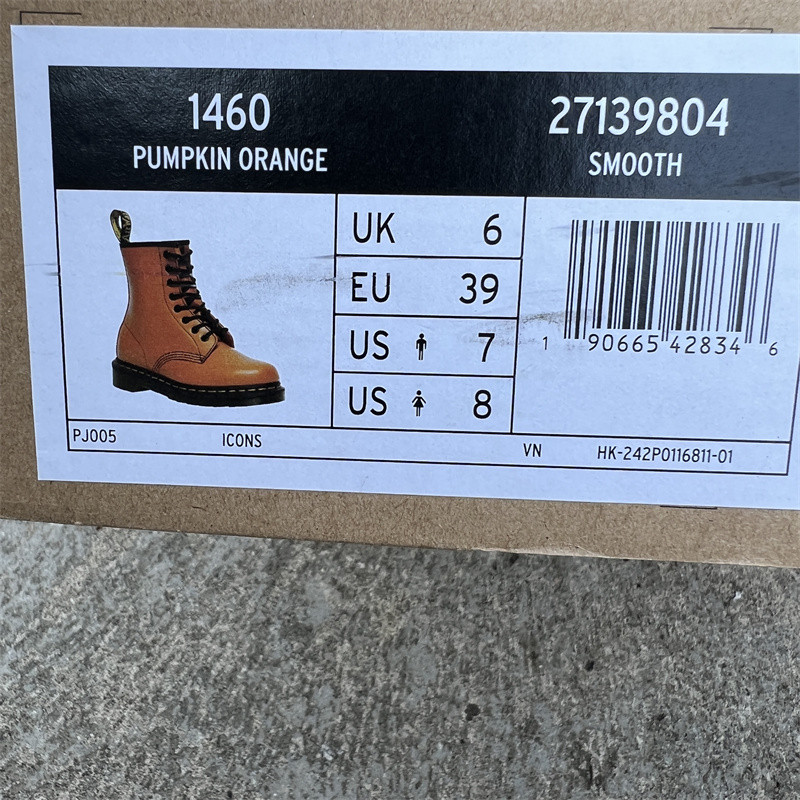 1460
PUMPKIN ORANGE
27139804
SMOOTH
UK 6
EU 39
US 7
US 8
1 90665 42834 6
PJ005 ICONS VN HK-242P0116811-01